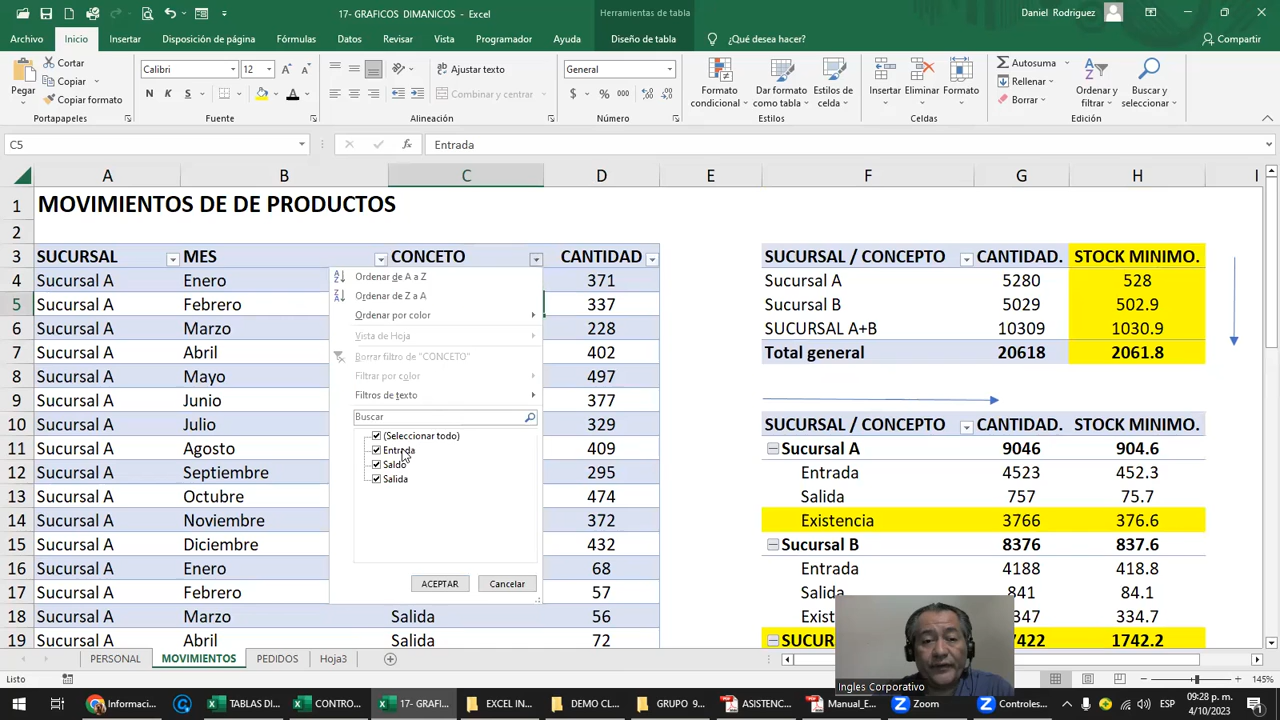 17- GRAFICOS DIMANICOS - Excel
Herramientas de tabla
Daniel Rodriguez
Archivo Inicio Insertar Disposición de página Fórmulas Datos Revisar Vista Programador Ayuda Diseño de tabla ¿Qué desea hacer? Compartir
Pegar
Cortar
Copiar
Copiar formato
Portapapeles
Calibri 12
N K S
Fuente
Ajustar texto
Combinar y centrar
Alineación
General
$ % 000
Número
Formato condicional
Dar formato como tabla
Estilos de celda
Estilos
Insertar Eliminar Formato
Celdas
Autosuma
Rellenar
Borrar
Ordenar y filtrar
Buscar y seleccionar
Edición
C5 Entrada
A B C D E F G H I
1 MOVIMIENTOS DE DE PRODUCTOS
2
3 SUCURSAL MES CONCETO CANTIDAD SUCURSAL / CONCEPTO CANTIDAD. STOCK MINIMO.
4 Sucursal A Enero 371 Sucursal A 5280 528
5 Sucursal A Febrero 337 Sucursal B 5029 502.9
6 Sucursal A Marzo 228 SUCURSAL A+B 10309 1030.9
7 Sucursal A Abril 402 Total general 20618 2061.8
8 Sucursal A Mayo 497
9 Sucursal A Junio 377
10 Sucursal A Julio 329 SUCURSAL / CONCEPTO CANTIDAD. STOCK MINIMO.
11 Sucursal A Agosto 409 Sucursal A 9046 904.6
12 Sucursal A Septiembre 295 Entrada 4523 452.3
13 Sucursal A Octubre 474 Salida 757 75.7
14 Sucursal A Noviembre 372 Existencia 3766 376.6
15 Sucursal A Diciembre 432 Sucursal B 8376 837.6
16 Sucursal A Enero 68 Entrada 4188 418.8
17 Sucursal A Febrero 57 Salida 841 84.1
18 Sucursal A Marzo Salida 56 347 334.7
19 Sucursal A Abril Salida 72 7422 1742.2
Ordenar de A a Z
Ordenar de Z a A
Ordenar por color
Vista de Hoja
Borrar filtro de "CONCETO"
Filtrar por color
Filtros de texto
Buscar
(Seleccionar todo)
Entrada
Saldo
Salida
ACEPTAR Cancelar
Ingles Corporativo
PERSONAL MOVIMIENTOS PEDIDOS Hoja3
Listo
145%
Informaci... TABLAS DI... CONTRO... 17- GRAFI... EXCEL IN... DEMO CL... GRUPO 9... ASISTENC... Manual_E... Zoom Controles... ESP
09:28 p. m.
4/10/2023